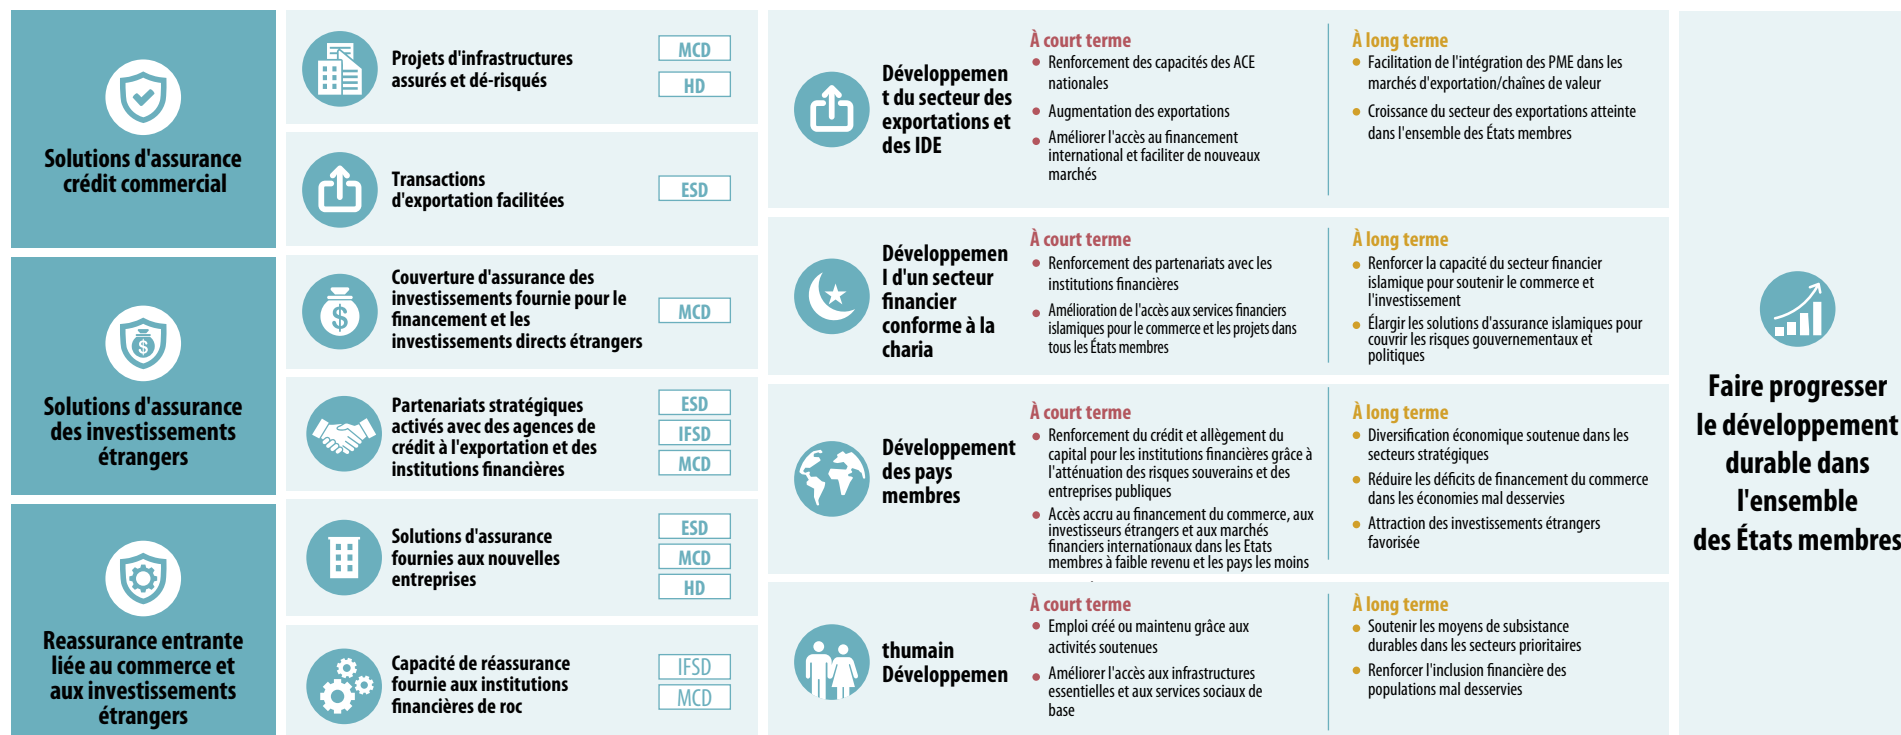 Solutions d'assurance
crédit commercial
Solutions d'assurance
des investissements
étrangers
Reassurance entrante
liée au commerce et
aux investissements
étrangers
Projets d'infrastructures
assurés et dé-risqués
MCD
HD
Transactions
d'exportation facilitées
ESD
Couverture d'assurance des
investissements fournie pour le
financement et les
investissements directs étrangers
MCD
Partenariats stratégiques
activés avec des agences de
crédit à l'exportation et des
institutions financières
ESD
IFSD
MCD
Solutions d'assurance
fournies aux nouvelles
entreprises
ESD
MCD
HD
Capacité de réassurance
fournie aux institutions
financières de roc
IFSD
MCD
Développemen
t du secteur des
exportations et
des IDE
À court terme
Renforcement des capacités des ACE
nationales
Augmentation des exportations
Améliorer l'accès au financement
international et faciliter de nouveaux
marchés
À long terme
Facilitation de l'intégration des PME dans les
marchés d'exportation/chaînes de valeur
Croissance du secteur des exportations atteinte
dans l'ensemble des États membres
Développemen
l d'un secteur
financier
conforme à la
charia
À court terme
Renforcement des partenariats avec les
institutions financières
Amélioration de l'accès aux services financiers
islamiques pour le commerce et les projets dans
tous les États membres
À long terme
Renforcer la capacité du secteur financier
islamique pour soutenir le commerce et
l'investissement
Élargir les solutions d'assurance islamiques pour
couvrir les risques gouvernementaux et
politiques
Développement
des pays
membres
À court terme
Renforcement du crédit et allègement du
capital pour les institutions financières grâce à
l'atténuation des risques souverains et des
entreprises publiques
Accès accru au financement du commerce, aux
investisseurs étrangers et aux marchés
financiers internationaux dans les Etats
membres à faible revenu et les pays les moins
À long terme
Diversification économique soutenue dans les
secteurs stratégiques
Réduire les déficits de financement du commerce
dans les économies mal desservies
Attraction des investissements étrangers
favorisée
thumain
Développemen
À court terme
Emploi créé ou maintenu grâce aux
activités soutenues
Améliorer l'accès aux infrastructures
essentielles et aux services sociaux de
base
À long terme
Soutenir les moyens de subsistance
durables dans les secteurs prioritaires
Renforcer l'inclusion financière des
populations mal desservies
Faire progresser
le développement
durable dans
l'ensemble
des États membres